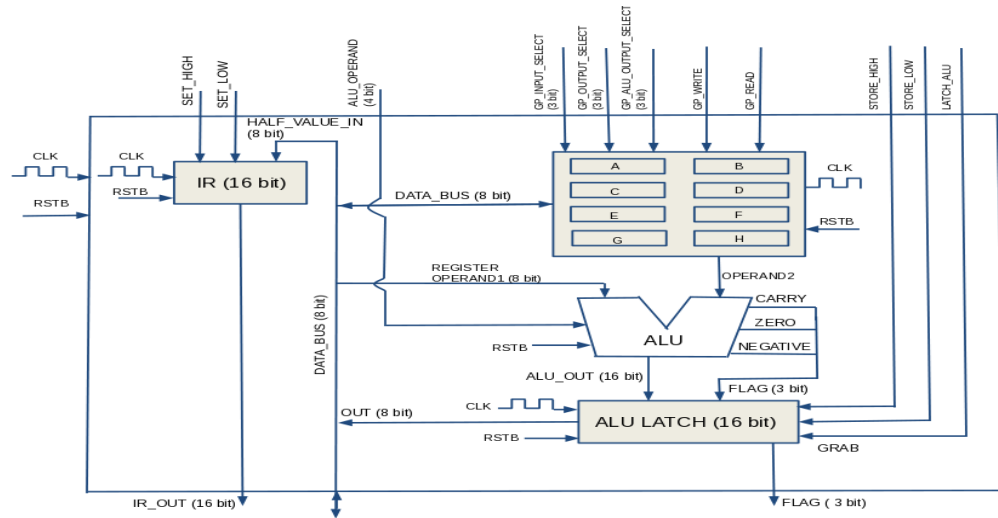 SET_HIGH
SET_LOW
ALU_OPERAND
(4 bit)
GP_INPUT_SELECT
(3 bit)
GP_OUTPUT_SELECT
(3 bit)
GP_ALU_OUTPUT_SELECT
(3 bit)
GP_WRITE
GP_READ
STORE_HIGH
STORE_LOW
LATCH_ALU
HALF_VALUE_IN
(8 bit)
CLK
CLK
RSTB
RSTB
IR (16 bit)
A
B
C
D
E
F
G
H
CLK
RSTB
DATA_BUS (8 bit)
REGISTER
OPERAND1 (8 bit)
OPERAND2
DATA_BUS (8 bit)
CARRY
ZERO
NEGATIVE
ALU
RSTB
ALU_OUT (16 bit)
FLAG (3 bit)
OUT (8 bit)
CLK
RSTB
ALU LATCH (16 bit)
GRAB
IR_OUT (16 bit)
FLAG ( 3 bit)